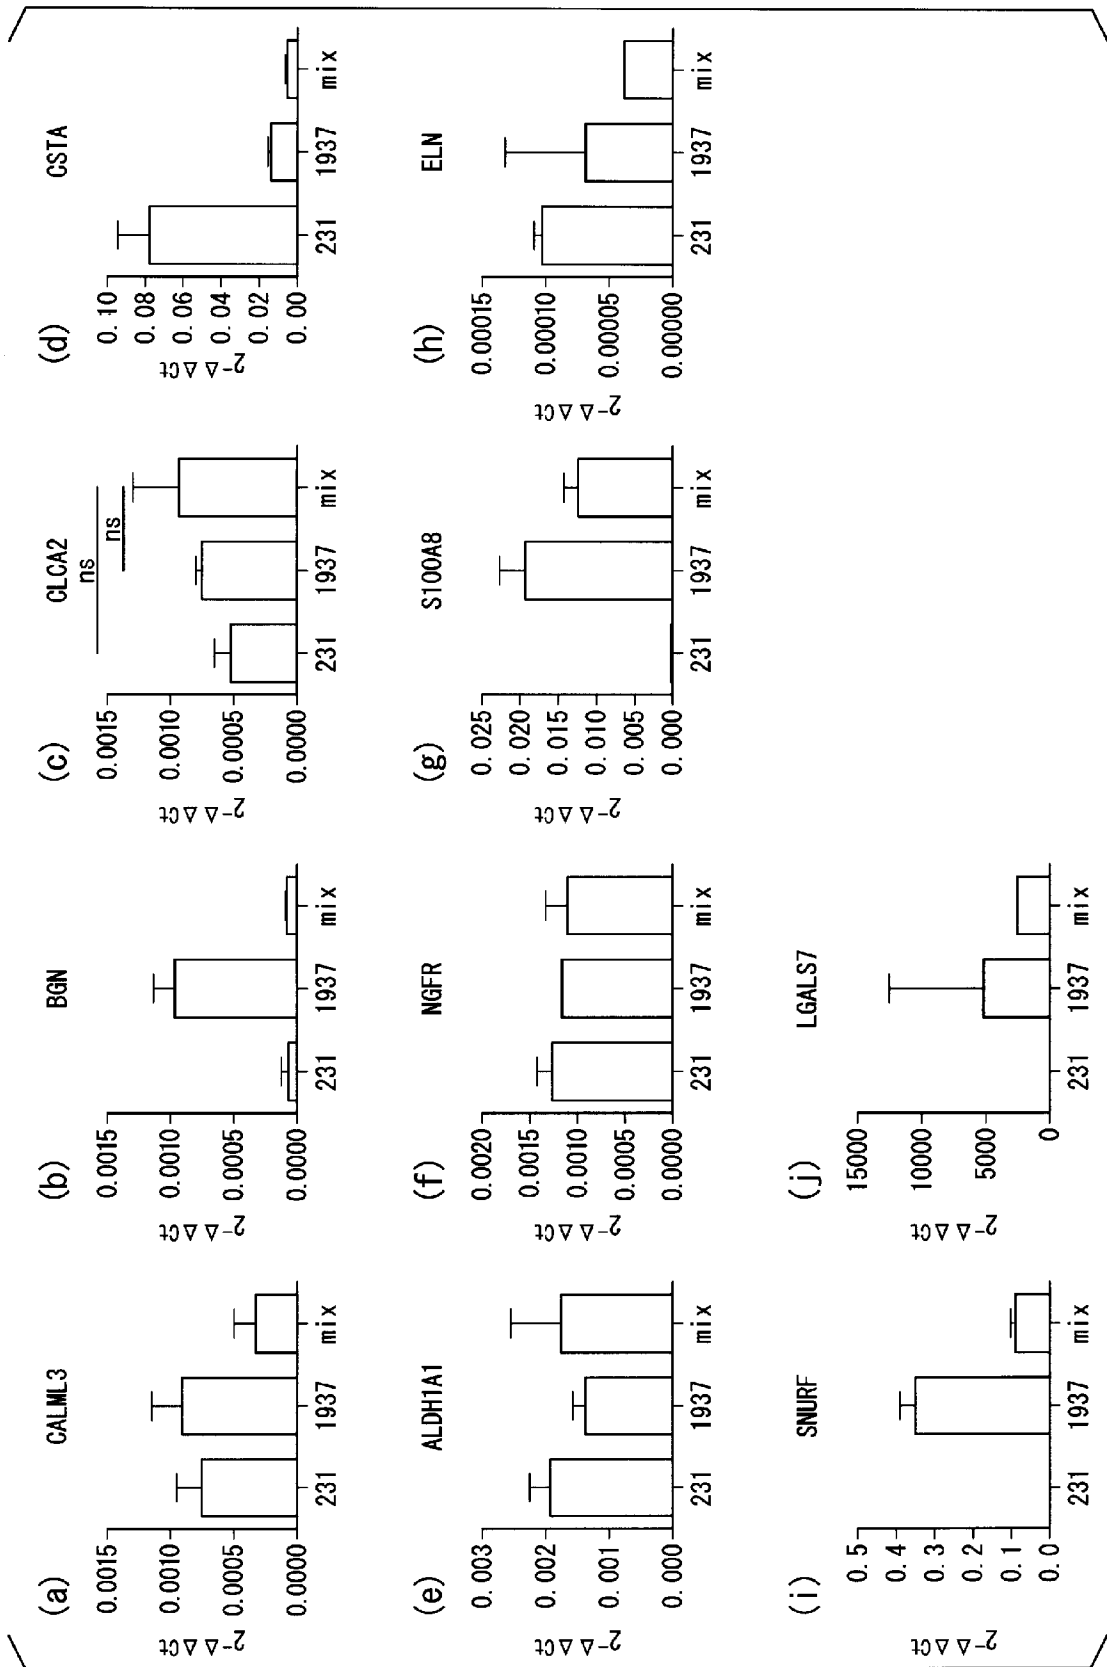 (a)
CALML3
2^-ΔΔCt
0.0015
0.0010
0.0005
0.0000
231
1937
mix
(b)
BGN
2^-ΔΔCt
0.0015
0.0010
0.0005
0.0000
231
1937
mix
(c)
CLCA2
ns
ns
2^-ΔΔCt
0.0015
0.0010
0.0005
0.0000
231
1937
mix
(d)
CSTA
2^-ΔΔCt
0.10
0.08
0.06
0.04
0.02
0.00
231
1937
mix
(e)
ALDH1A1
2^-ΔΔCt
0.003
0.002
0.001
0.000
231
1937
mix
(f)
NGFR
2^-ΔΔCt
0.0020
0.0015
0.0010
0.0005
0.0000
231
1937
mix
(g)
S100A8
2^-ΔΔCt
0.025
0.020
0.015
0.010
0.005
0.000
231
1937
mix
(h)
ELN
2^-ΔΔCt
0.00015
0.00010
0.00005
0.00000
231
1937
mix
(i)
SNURF
2^-ΔΔCt
0.5
0.4
0.3
0.2
0.1
0.0
231
1937
mix
(j)
LGALS7
2^-ΔΔCt
15000
10000
5000
0
231
1937
mix